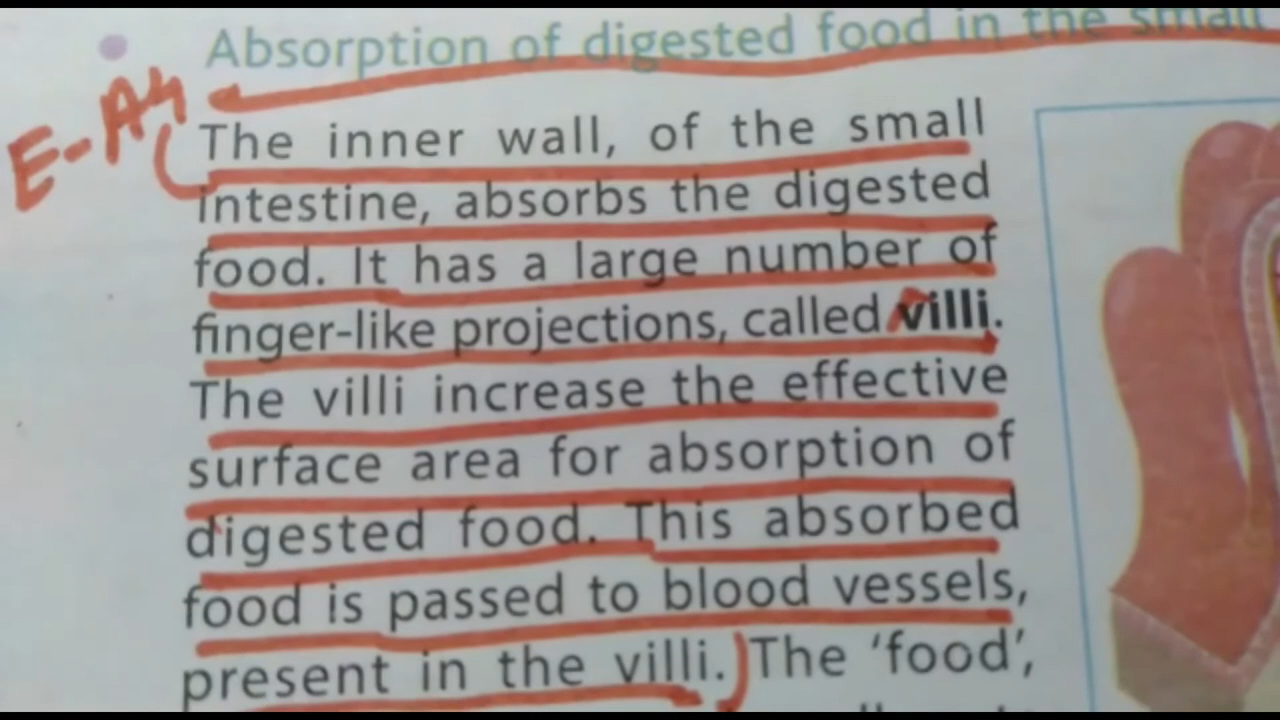 Absorption of digested food in the small
E-A4
The inner wall, of the small
intestine, absorbs the digested
food. It has a large number of
finger-like projections, called villi.
The villi increase the effective
surface area for absorption of
digested food. This absorbed
food is passed to blood vessels,
present in the villi. The ‘food’,